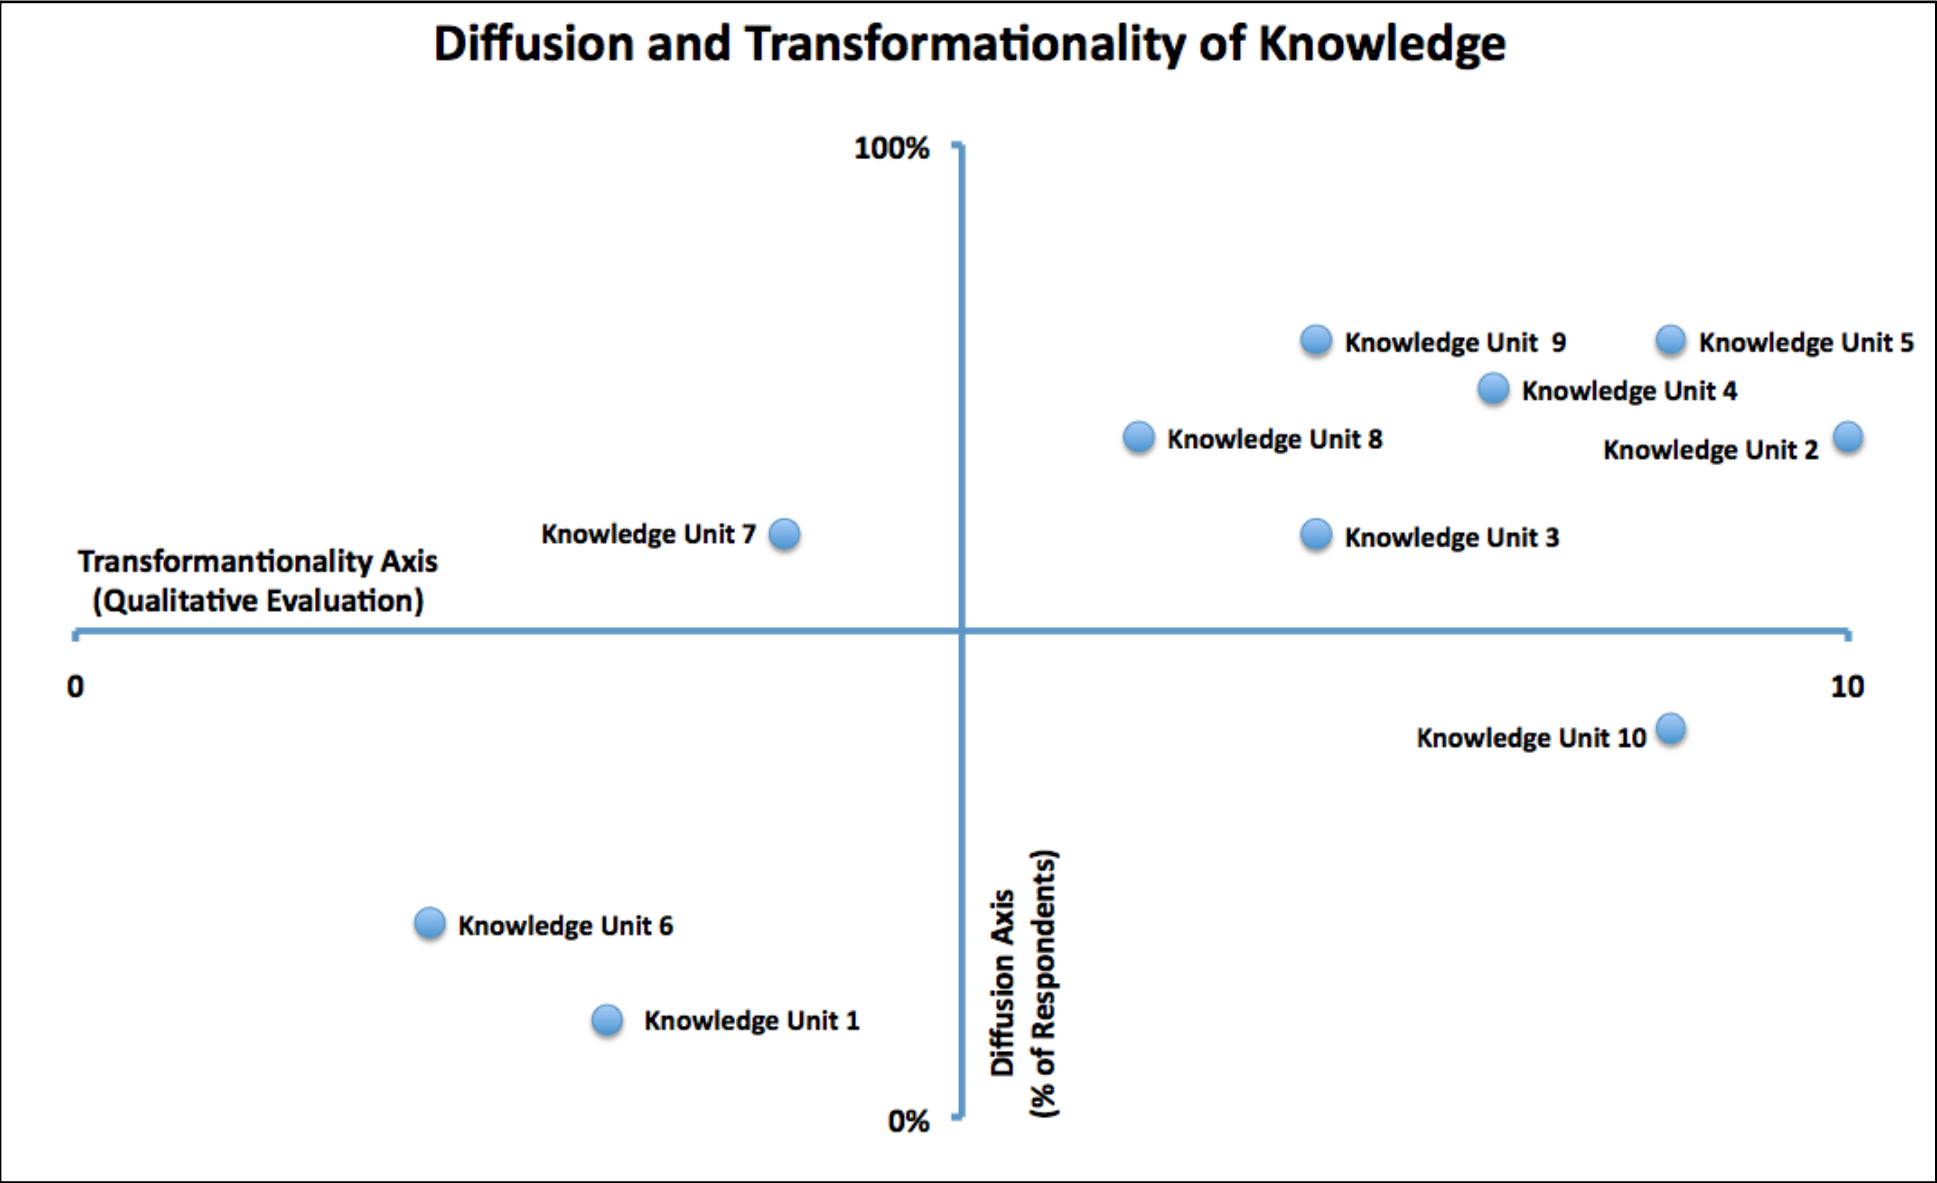 Diffusion and Transformationality of Knowledge
100%
Knowledge Unit  9
Knowledge Unit 5
Knowledge Unit 4
Knowledge Unit 8
Knowledge Unit 2
Knowledge Unit 7
Knowledge Unit 3
Transformantionality Axis
(Qualitative Evaluation)
0
10
Knowledge Unit 10
Knowledge Unit 6
Knowledge Unit 1
Diffusion Axis
(% of Respondents)
0%